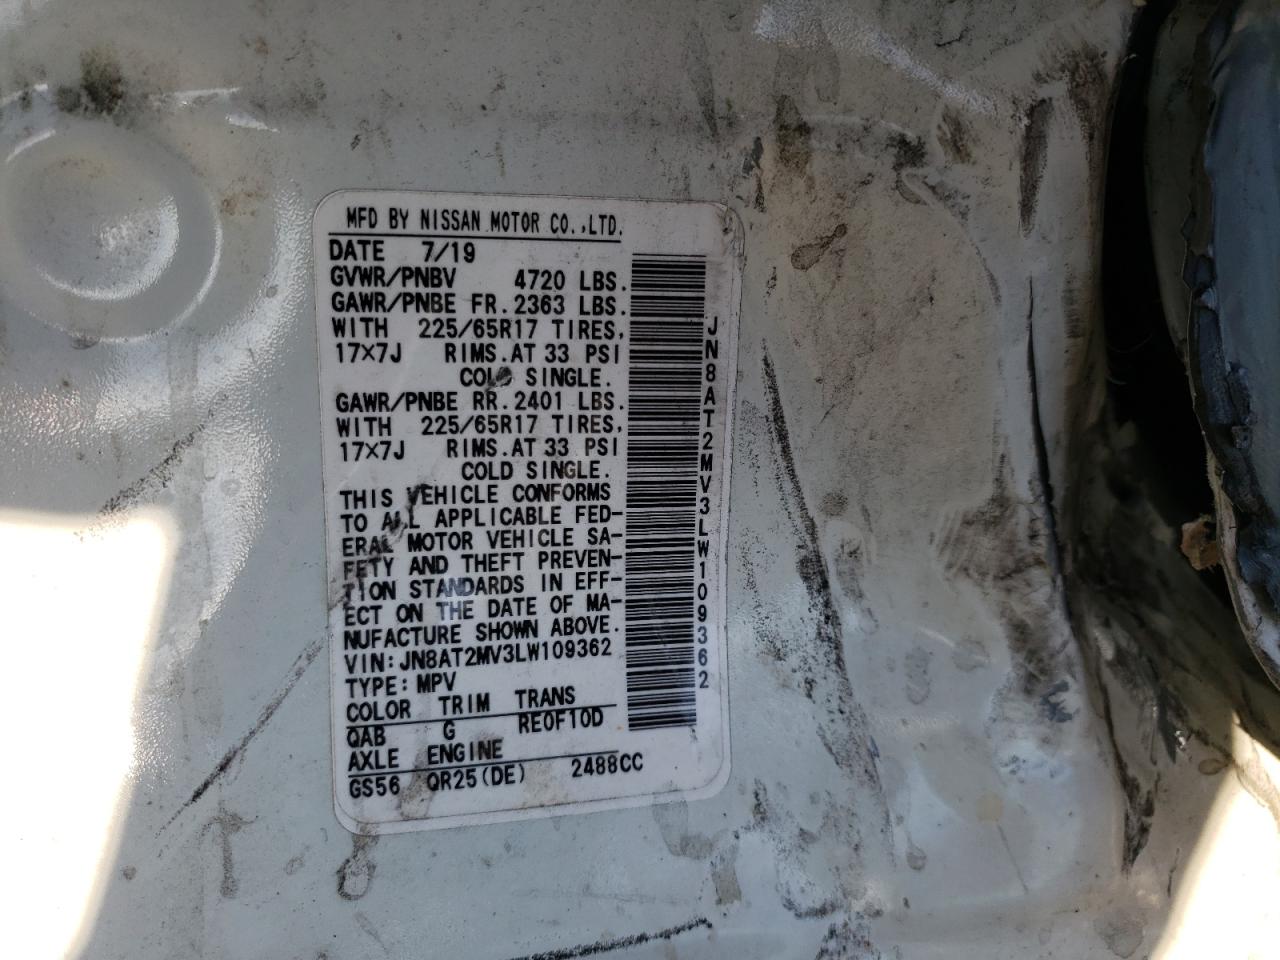 MFD BY NISSAN MOTOR CO.,LTD.
DATE 7/19
GVWR/PNBV 4720 LBS.
GAWR/PNBE FR. 2363 LBS.
WITH 225/65R17 TIRES,
17×7J RIMS. AT 33 PSI
COLD SINGLE.
GAWR/PNBE RR. 2401 LBS.
WITH 225/65R17 TIRES,
17×7J RIMS. AT 33 PSI
COLD SINGLE.
THIS VEHICLE CONFORMS
TO ALL APPLICABLE FED-
ERAL MOTOR VEHICLE SA-
FETY AND THEFT PREVEN-
TION STANDARDS IN EFF-
ECT ON THE DATE OF MA-
NUFACTURE SHOWN ABOVE.
VIN: JN8AT2MV3LW109362
TYPE: MPV
COLOR TRIM TRANS
QAB G RE0F10D
AXLE ENGINE
GS56 QR25(DE) 2488CC
JN8AT2MV3LW109362